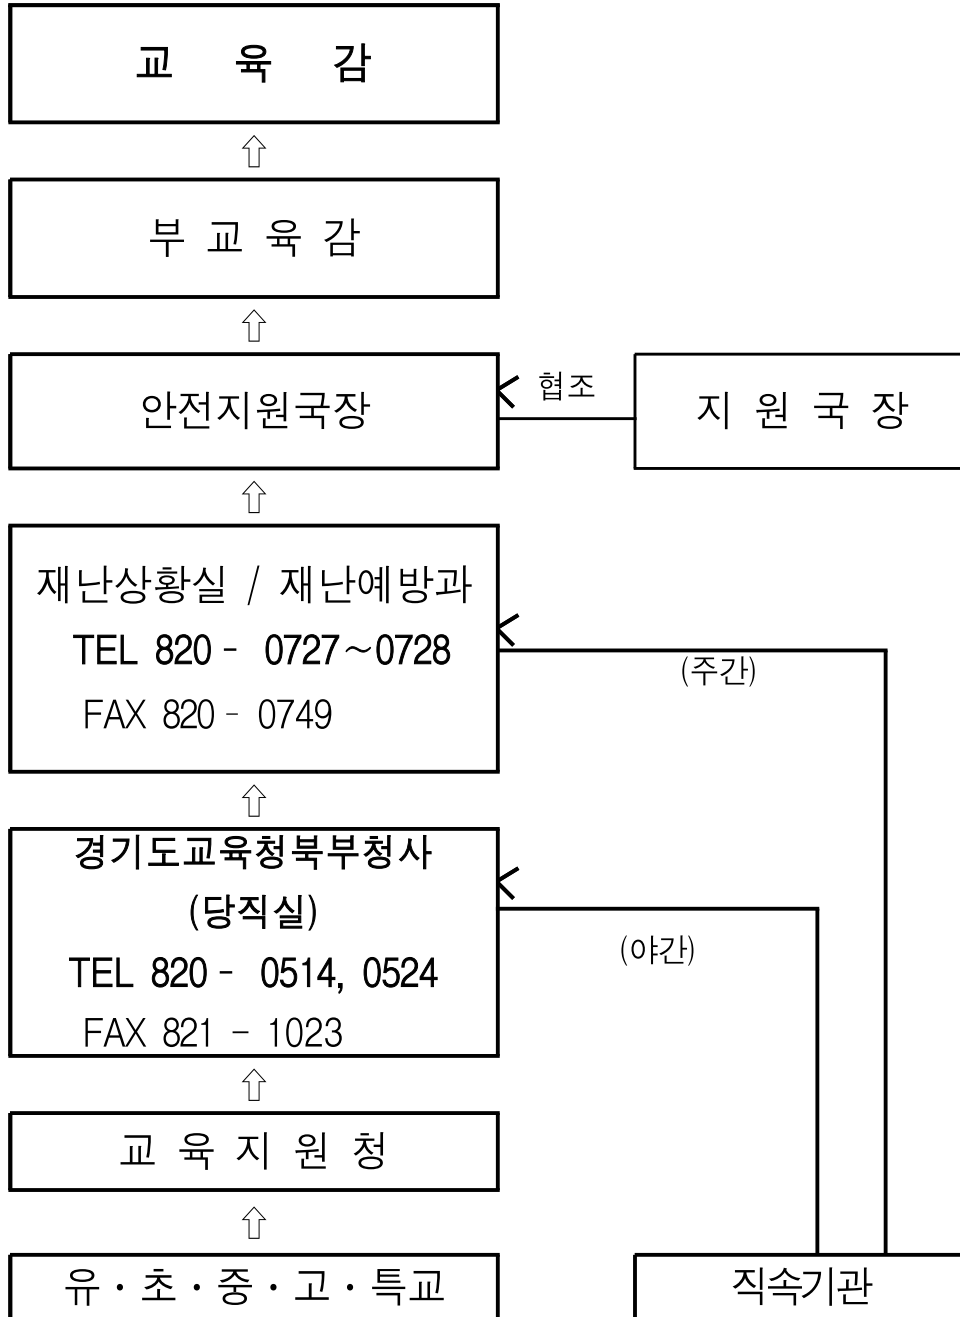 교 육 감
부 교 육 감
안전지원국장
협조
지 원 국 장
재난상황실 / 재난예방과
TEL 820 - 0727~0728
FAX 820 - 0749
(주간)
경기도교육청북부청사
(당직실)
TEL 820 - 0514, 0524
FAX 821 - 1023
(야간)
교 육 지 원 청
유·초·중·고·특교
직속기관